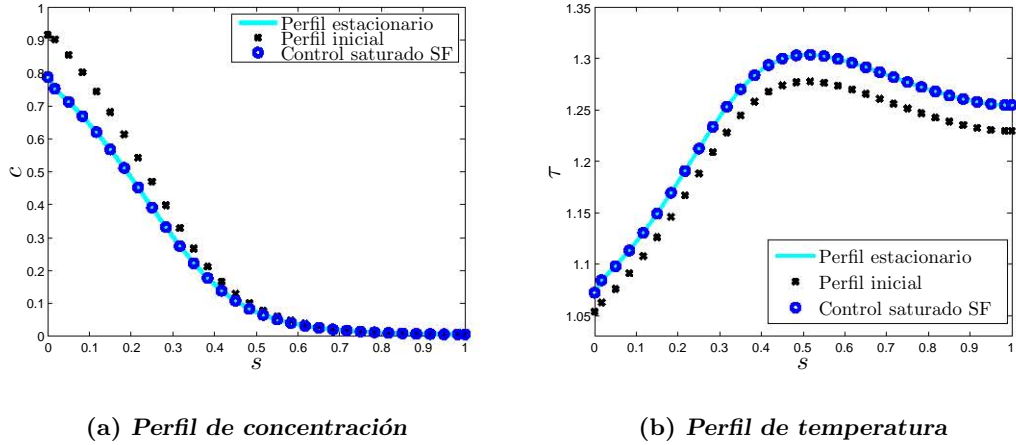 1
0.9
0.8
0.7
0.6
0.5
0.4
0.3
0.2
0.1
0
c
0 0.1 0.2 0.3 0.4 0.5 0.6 0.7 0.8 0.9 1
s
Perfil estacionario
Perfil inicial
Control saturado SF
(a) Perfil de concentración
1.35
1.3
1.25
1.2
1.15
1.1
1.05
τ
0 0.1 0.2 0.3 0.4 0.5 0.6 0.7 0.8 0.9 1
s
Perfil estacionario
Perfil inicial
Control saturado SF
(b) Perfil de temperatura